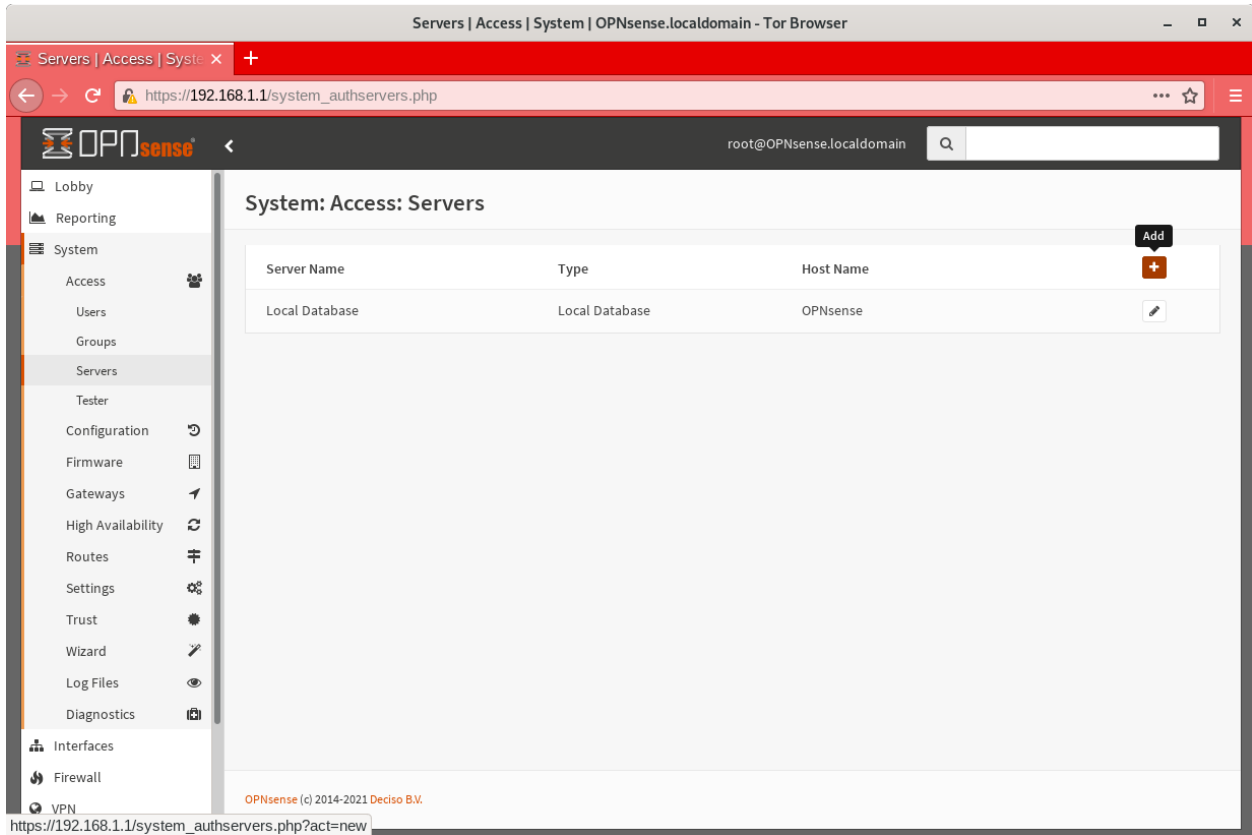 Servers | Access | System | OPNsense.localdomain - Tor Browser
Servers | Access | Syste
https://192.168.1.1/system_authservers.php
OPNsense
root@OPNsense.localdomain
Lobby
Reporting
System
Access
Users
Groups
Servers
Tester
Configuration
Firmware
Gateways
High Availability
Routes
Settings
Trust
Wizard
Log Files
Diagnostics
Interfaces
Firewall
VPN
System: Access: Servers
Add
Server Name Type Host Name
Local Database Local Database OPNsense
OPNsense (c) 2014-2021 Deciso B.V.
https://192.168.1.1/system_authservers.php?act=new